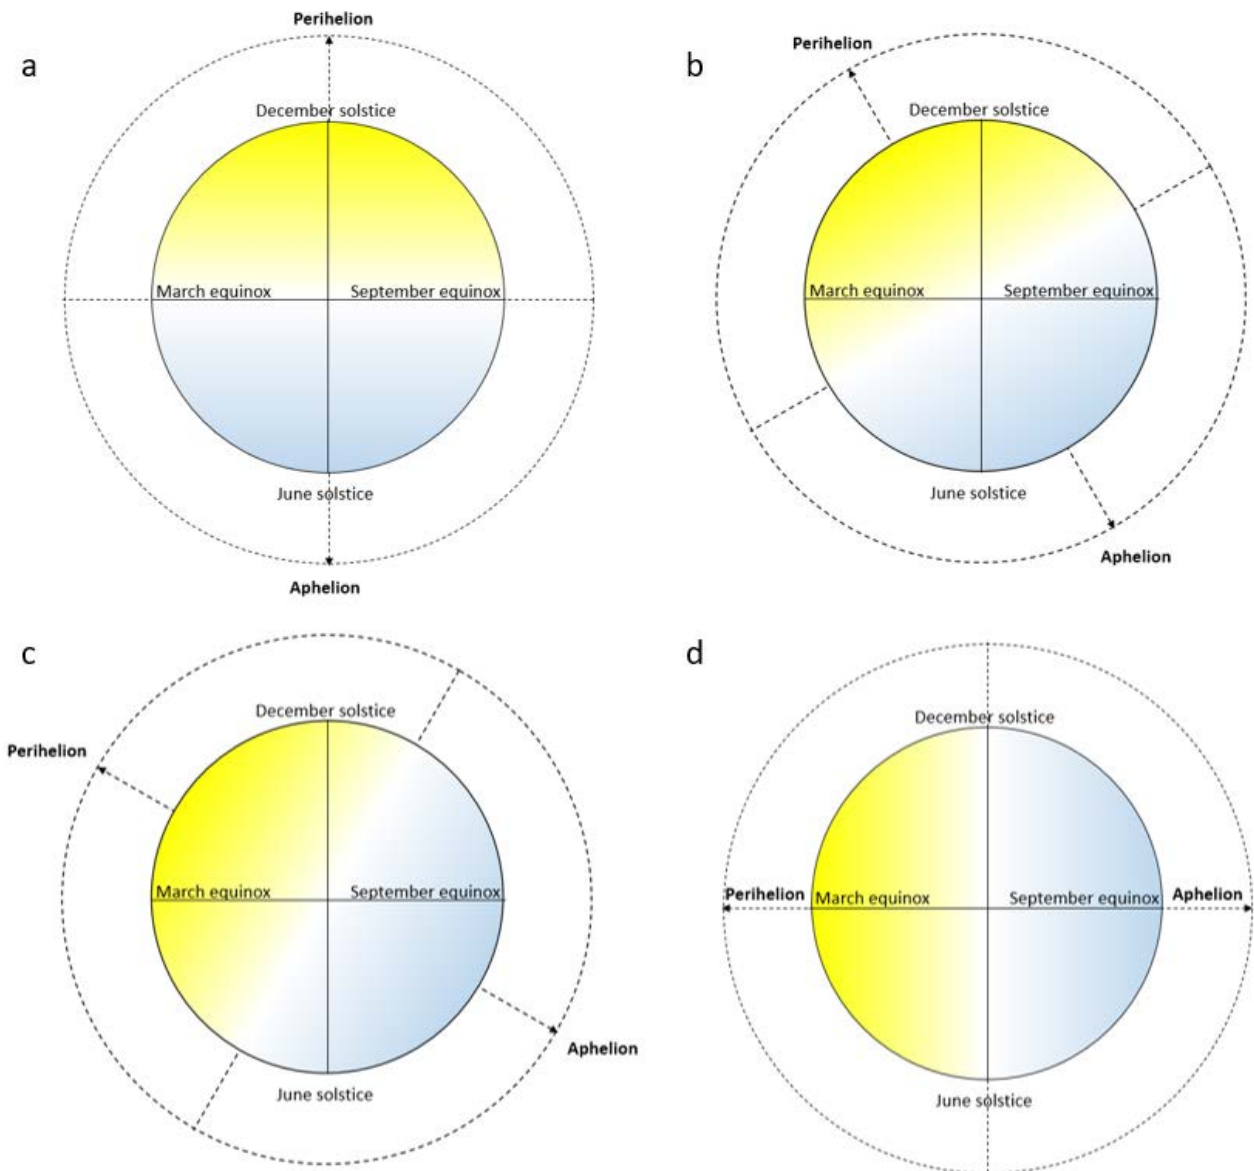 Perihelion
a
December solstice
March equinox
September equinox
June solstice
Aphelion
b
Perihelion
December solstice
March equinox
September equinox
June solstice
Aphelion
c
December solstice
Perihelion
March equinox
September equinox
Aphelion
June solstice
d
December solstice
Perihelion
March equinox
September equinox
Aphelion
June solstice